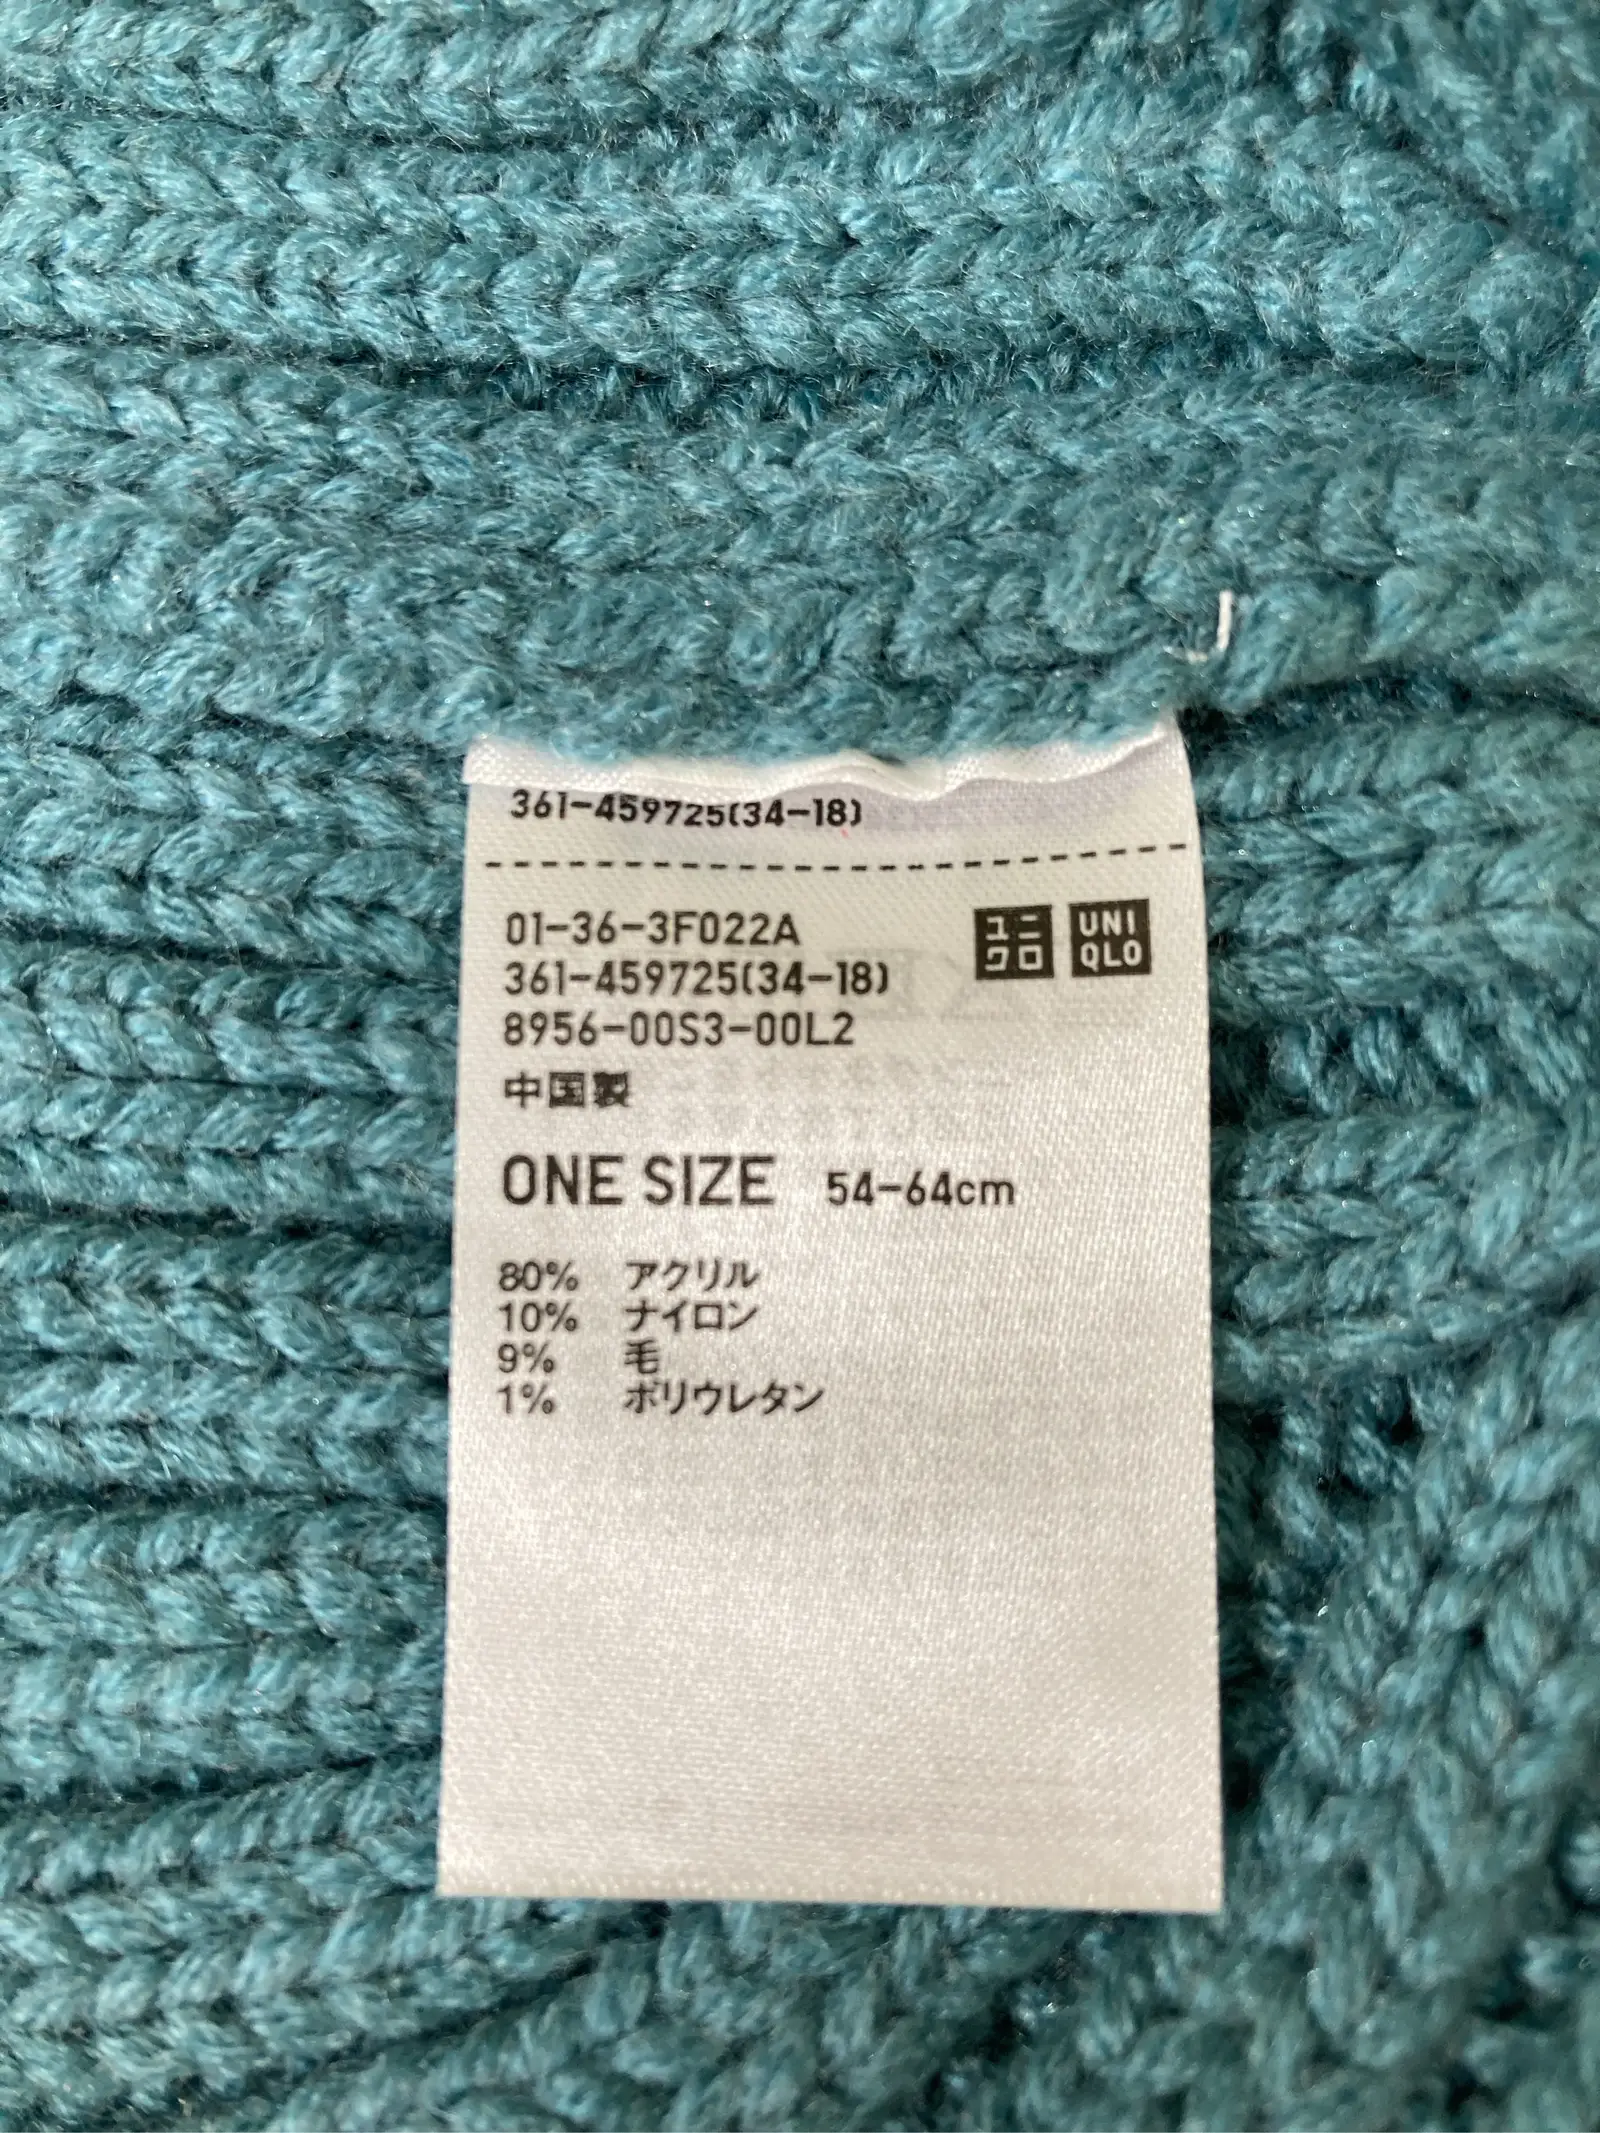 361-459725(34-18)
01-36-3F022A
361-459725(34-18)
8956-00S3-00L2
中国製
ユニ
クロ
UNI
QLO
ONE SIZE 54-64cm
80% アクリル
10% ナイロン
9% 毛
1% ポリウレタン